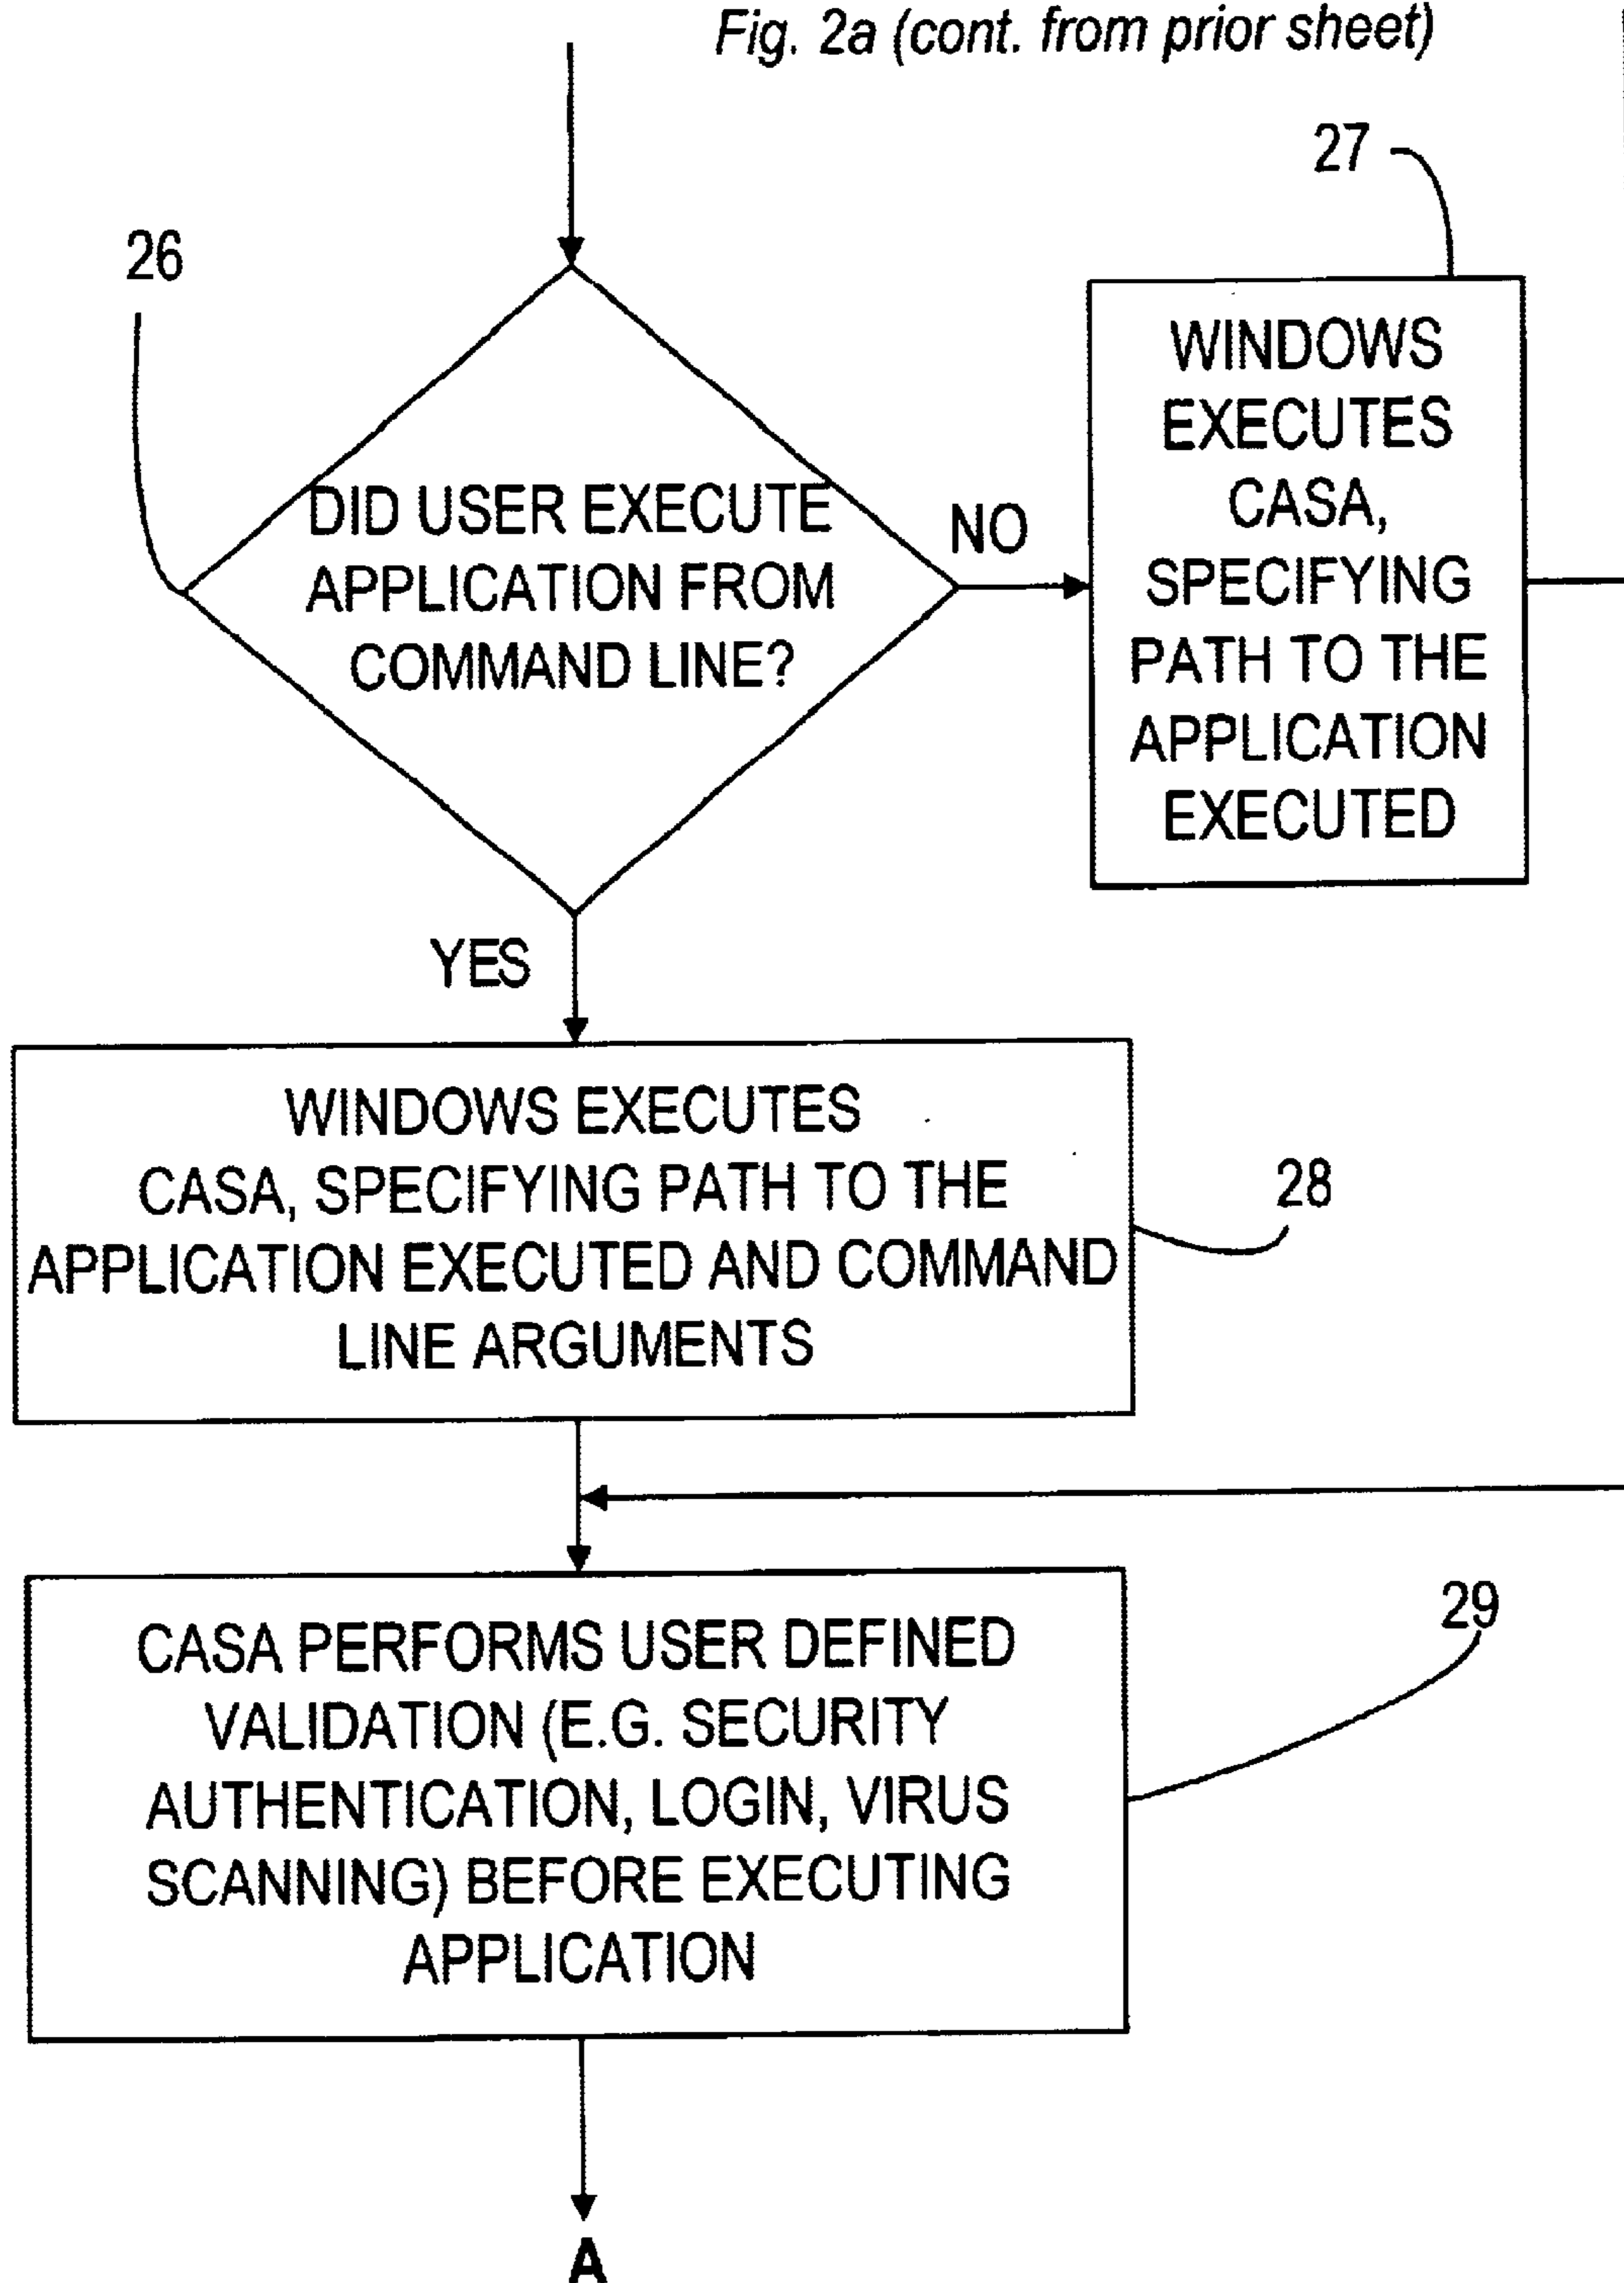 Fig. 2a (cont. from prior sheet)
27
26
WINDOWS
EXECUTES
CASA,
SPECIFYING
PATH TO THE
APPLICATION
EXECUTED
DID USER EXECUTE
APPLICATION FROM
COMMAND LINE?
NO
YES
WINDOWS EXECUTES
CASA, SPECIFYING PATH TO THE
APPLICATION EXECUTED AND COMMAND
LINE ARGUMENTS
28
29
CASA PERFORMS USER DEFINED
VALIDATION (E.G. SECURITY
AUTHENTICATION, LOGIN, VIRUS
SCANNING) BEFORE EXECUTING
APPLICATION
A